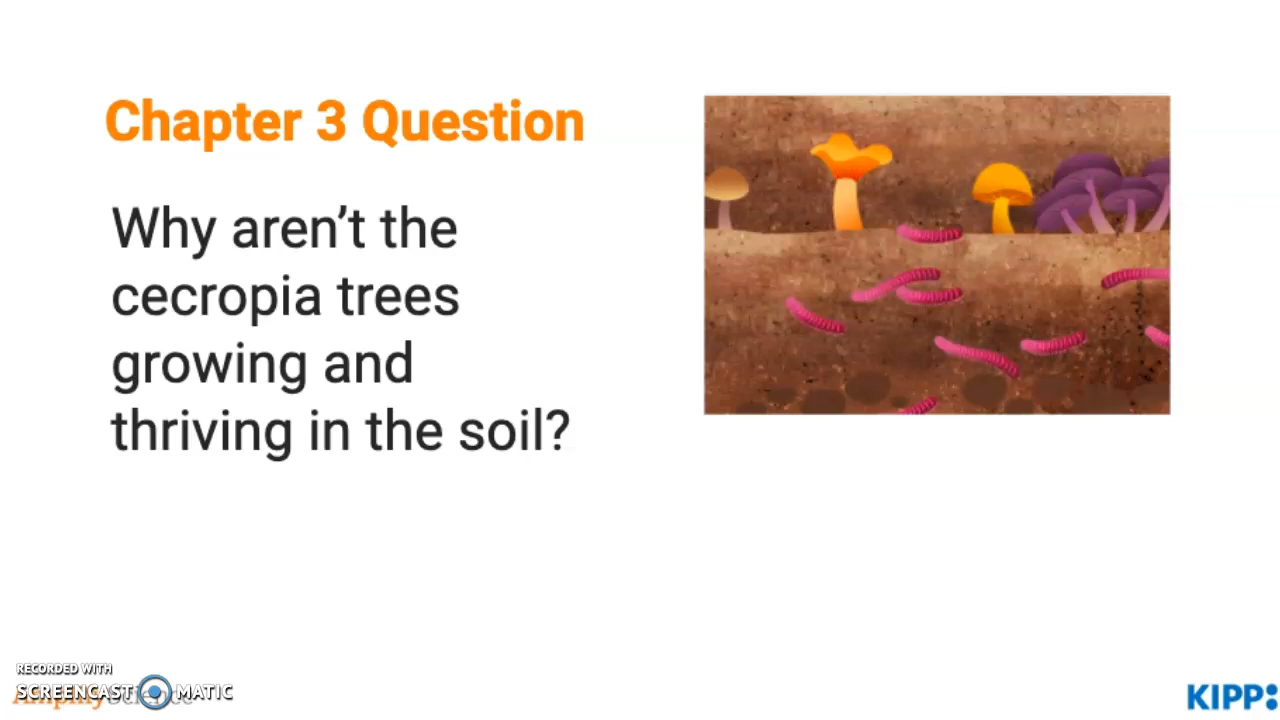 Chapter 3 Question
Why aren't the
cecropia trees
growing and
thriving in the soil?
RECORDED WITH
SCREENCAST MATIC
KIPP: